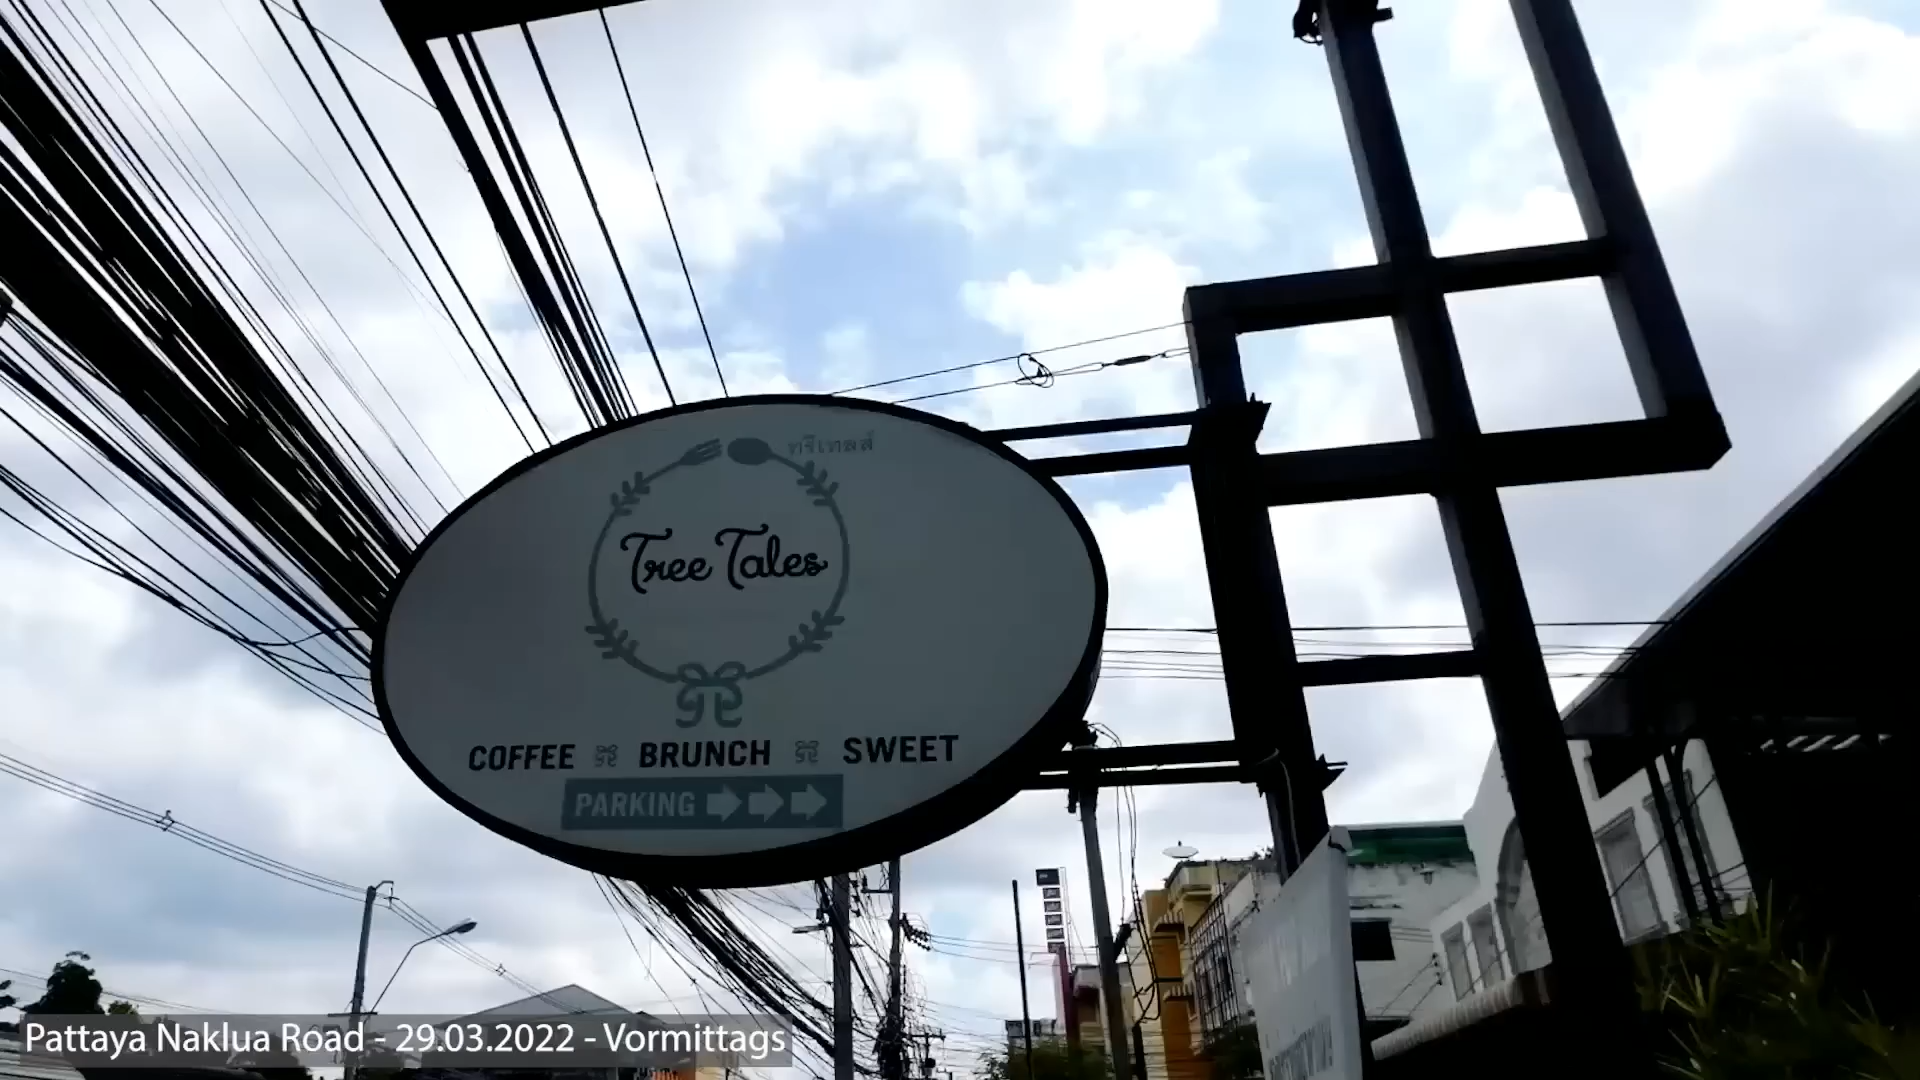 ทรีเทลส์
Tree Tales
COFFEE BRUNCH SWEET
PARKING
Pattaya Naklua Road - 29.03.2022 - Vormittags